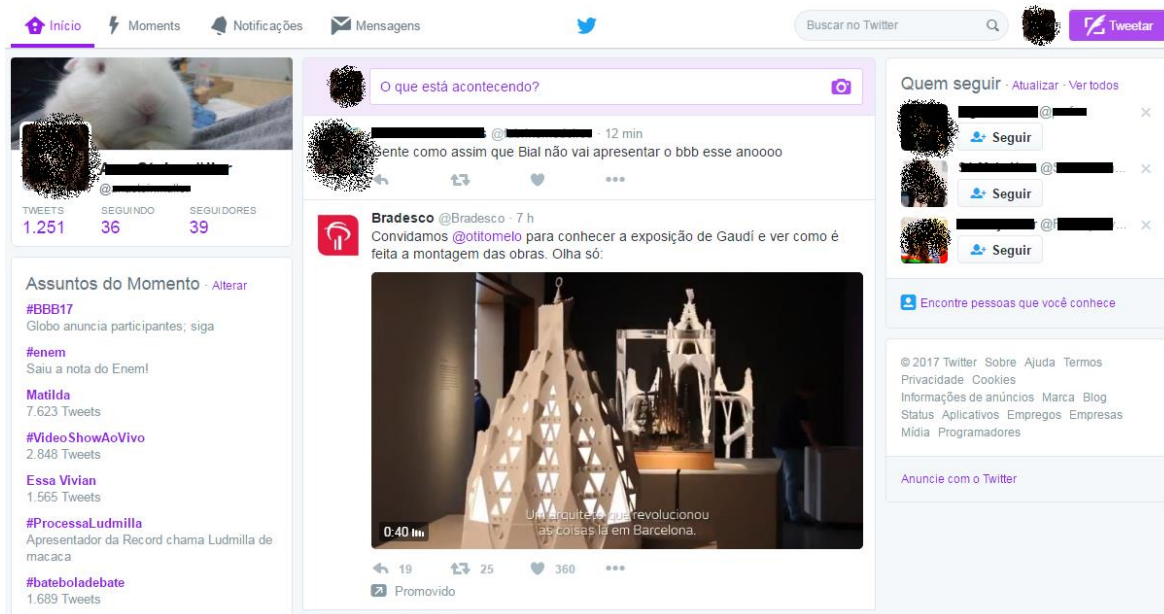 Início
Moments
Notificações
Mensagens
Buscar no Twitter
Tweetar
@
TWEETS SEGUINDO SEGUIDORES
1.251 36 39
Assuntos do Momento · Alterar
#BBB17
Globo anuncia participantes; siga
#enem
Saiu a nota do Enem!
Matilda
7.623 Tweets
#VideoShowAoVivo
2.848 Tweets
Essa Vivian
1.565 Tweets
#ProcessaLudmilla
Apresentador da Record chama Ludmilla de
macaca
#bateboladebate
1.689 Tweets
O que está acontecendo?
@ · 12 min
Gente como assim que Bial não vai apresentar o bbb esse anoooo
Bradesco @Bradesco · 7 h
Convidamos @otitomelo para conhecer a exposição de Gaudí e ver como é
feita a montagem das obras. Olha só:
Um arquiteto que revolucionou
as coisas lá em Barcelona.
0:40
19 25 360
Promovido
Quem seguir · Atualizar · Ver todos
@
Seguir
@S ...
Seguir
@F ...
Seguir
Encontre pessoas que você conhece
© 2017 Twitter Sobre Ajuda Termos
Privacidade Cookies
Informações de anúncios Marca Blog
Status Aplicativos Empregos Empresas
Mídia Programadores
Anuncie com o Twitter